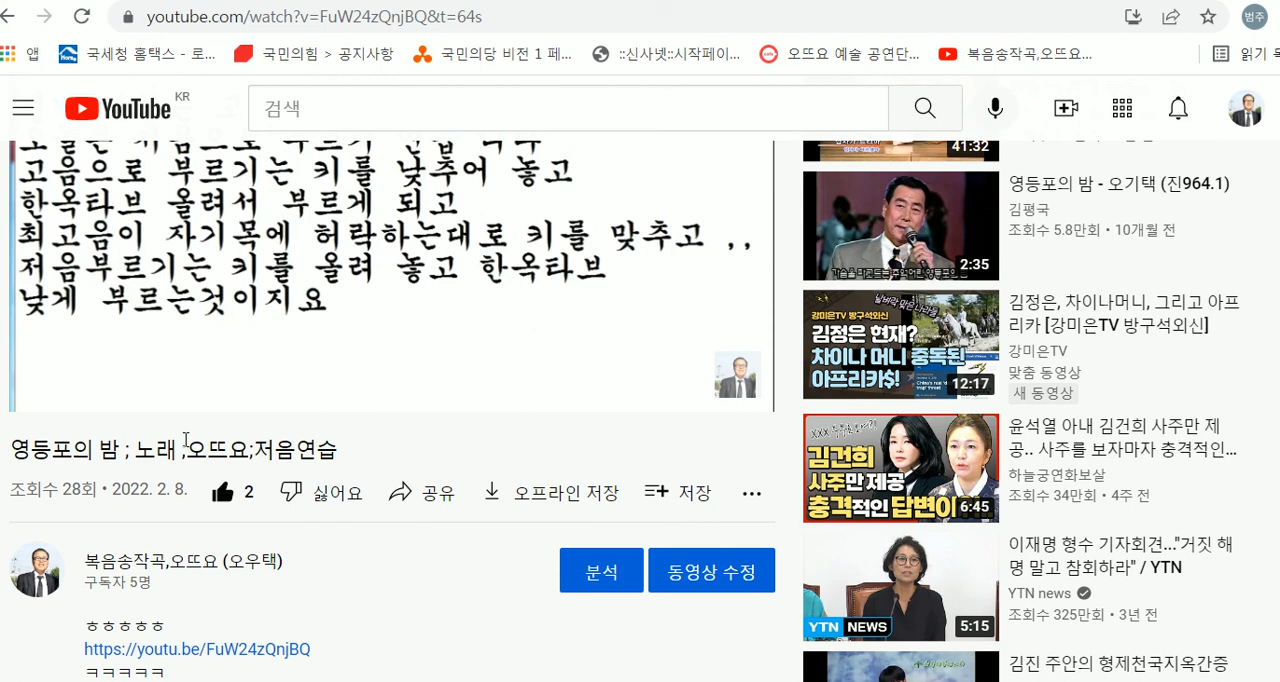 youtube.com/watch?v=FuW24zQnjBQ&t=64s
범주
앱
국세청 홈택스 - 로...
국민의힘 > 공지사항
국민의당 비전 1 페...
::신사넷::시작페이...
오뜨요 예술 공연단...
복음송작곡,오뜨요...
읽기
YouTube KR
검색
고음으로 부르기는 키를 낮추어 놓고
한옥타브 올려서 부르게 되고
최고음이 자기목에 허락하는대로 키를 맞추고 ,,
저음부르기는 키를 올려 놓고 한옥타브
낮게 부르는것이지요
영등포의 밤 ; 노래 ;오뜨요;저음연습
조회수 28회 • 2022. 2. 8.
2
싫어요
공유
오프라인 저장
저장
복음송작곡,오뜨요 (오우택)
구독자 5명
분석
동영상 수정
ㅎㅎㅎㅎㅎ
https://youtu.be/FuW24zQnjBQ
ㅋㅋㅋㅋㅋ
41:32
2:35
영등포의 밤 - 오기택 (진964.1)
김평국
조회수 5.8만회 • 10개월 전
강미은TV 방구석외신
김정은 현재?
차이나 머니 중독된
아프리카$!
12:17
김정은, 차이나머니, 그리고 아프
리카 [강미은TV 방구석외신]
강미은TV
맞춤 동영상
새 동영상
김건희
사주만 제공
충격적인 답변이
6:45
윤석열 아내 김건희 사주만 제
공.. 사주를 보자마자 충격적인...
하늘궁연화보살
조회수 34만회 • 4주 전
YTN NEWS
5:15
이재명 형수 기자회견..."거짓 해
명 말고 참회하라" / YTN
YTN news
조회수 325만회 • 3년 전
김진 주안의 형제천국지옥간증